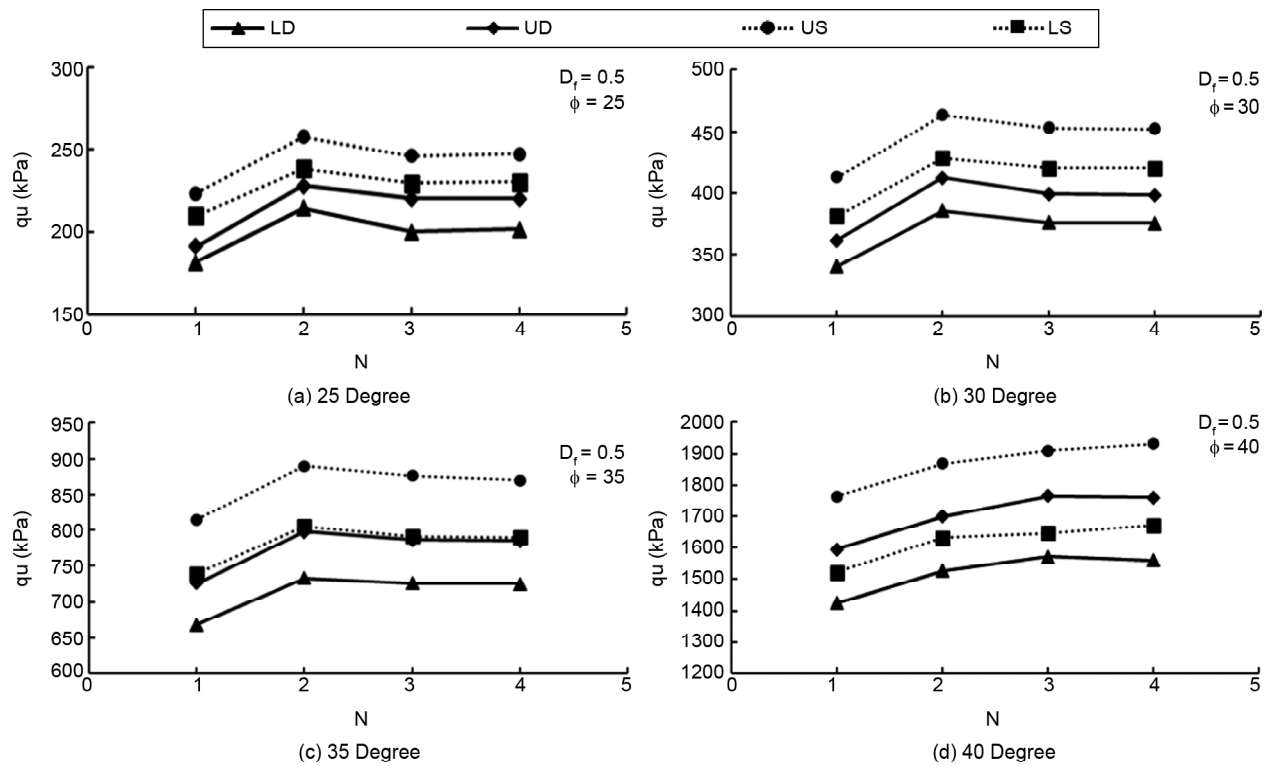 LD UD US LS
300
250
200
150
0 1 2 3 4 5
qu (kPa)
N
D_f = 0.5
ϕ = 25
(a) 25 Degree
500
450
400
350
300
0 1 2 3 4 5
qu (kPa)
N
D_f = 0.5
ϕ = 30
(b) 30 Degree
950
900
850
800
750
700
650
600
0 1 2 3 4 5
qu (kPa)
N
D_f = 0.5
ϕ = 35
(c) 35 Degree
2000
1900
1800
1700
1600
1500
1400
1300
1200
0 1 2 3 4 5
qu (kPa)
N
D_f = 0.5
ϕ = 40
(d) 40 Degree